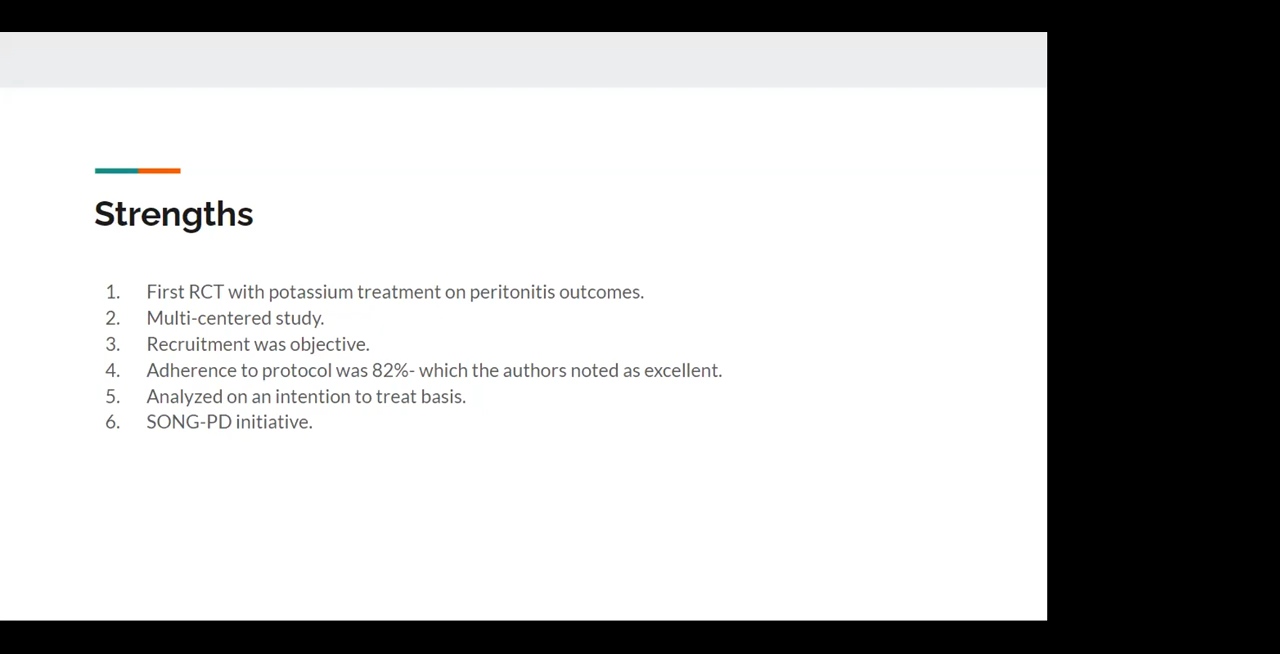 Strengths
1. First RCT with potassium treatment on peritonitis outcomes.
2. Multi-centered study.
3. Recruitment was objective.
4. Adherence to protocol was 82%- which the authors noted as excellent.
5. Analyzed on an intention to treat basis.
6. SONG-PD initiative.